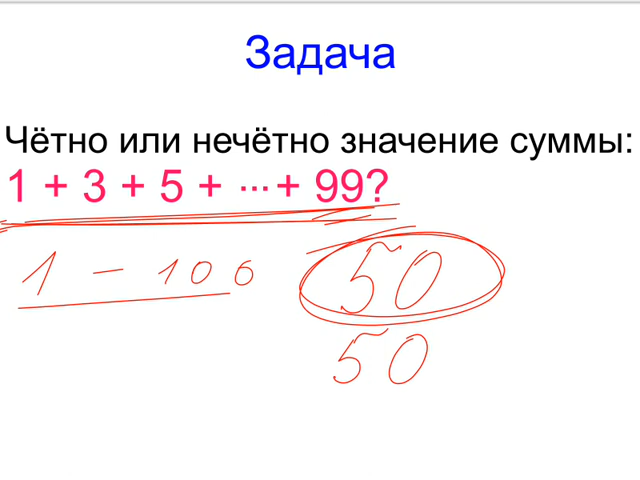 Задача
Чётно или нечётно значение суммы:
1 + 3 + 5 + ... + 99?
1 - 100 50
50